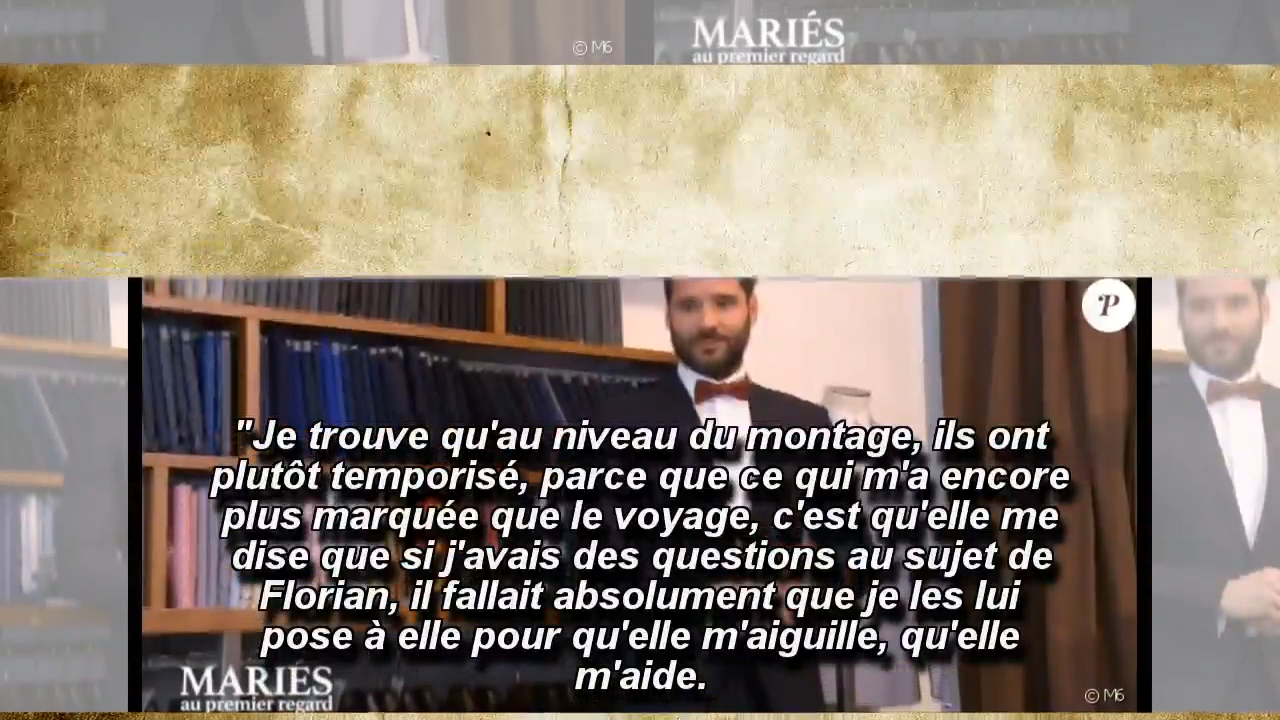 © M6
MARIÉS
au premier regard
P
"Je trouve qu'au niveau du montage, ils ont
plutôt temporisé, parce que ce qui m'a encore
plus marquée que le voyage, c'est qu'elle me
dise que si j'avais des questions au sujet de
Florian, il fallait absolument que je les lui
pose à elle pour qu'elle m'aiguille, qu'elle
m'aide.
MARIÉS
au premier regard
© M6